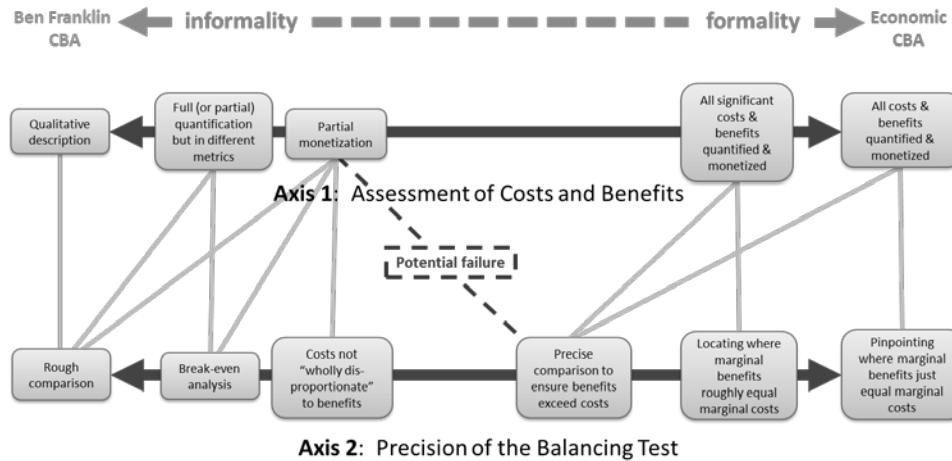 Ben Franklin
CBA
informality
formality
Economic
CBA
Qualitative
description
Full (or partial)
quantification
but in different
metrics
Partial
monetization
All significant
costs &
benefits
quantified &
monetized
All costs &
benefits
quantified &
monetized
Axis 1: Assessment of Costs and Benefits
Potential failure
Rough
comparison
Break-even
analysis
Costs not
"wholly dis-
proportionate"
to benefits
Precise
comparison to
ensure benefits
exceed costs
Locating where
marginal
benefits
roughly equal
marginal costs
Pinpointing
where marginal
benefits just
equal marginal
costs
Axis 2: Precision of the Balancing Test